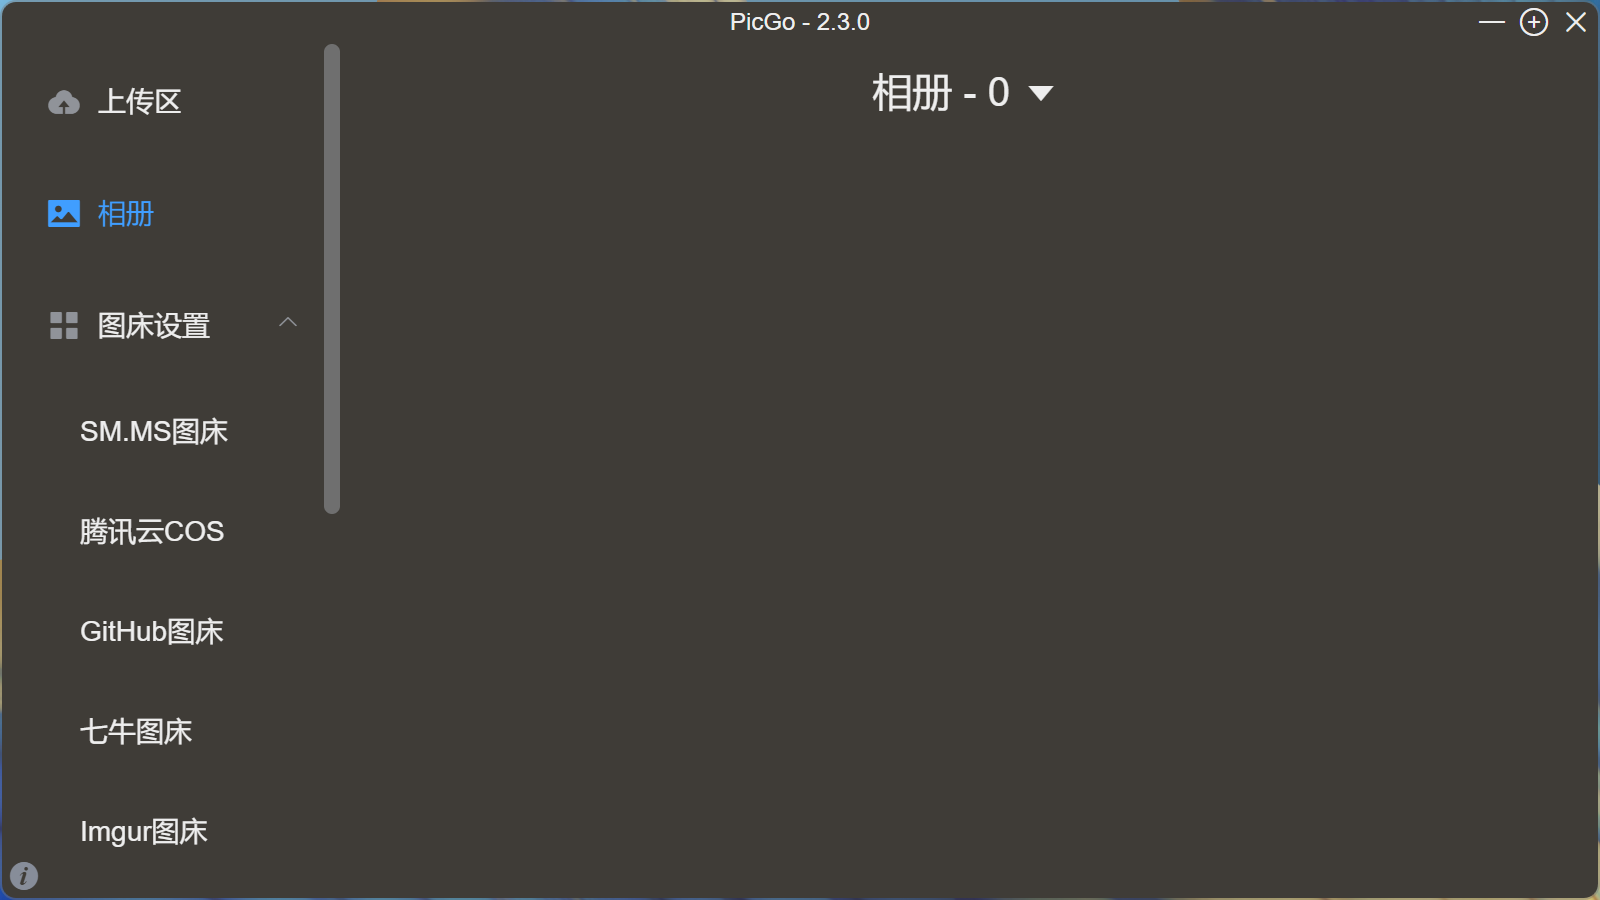 PicGo - 2.3.0
上传区
相册
图床设置
SM.MS图床
腾讯云COS
GitHub图床
七牛图床
Imgur图床
相册 - 0